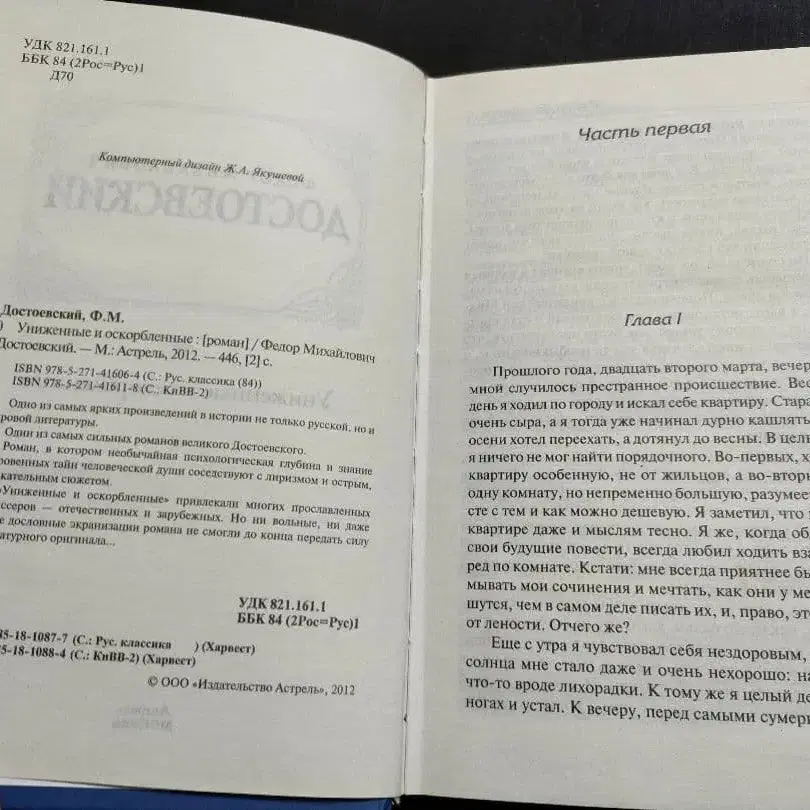 УДК 821.161.1
ББК 84 (2Рос=Рус)1
Д70
Компьютерный дизайн Ж.А. Якушевой
ДОСТОЕВСКИЙ
Достоевский, Ф.М.
) Униженные и оскорбленные : [роман] / Федор Михайлович
Достоевский. — М.: Астрель, 2012. — 446, [2] с.
ISBN 978-5-271-41606-4 (С.: Рус. классика (84))
ISBN 978-5-271-41611-8 (С.: КнВВ-2)
Одно из самых ярких произведений в истории не только русской, но и
ровой литературы.
Один из самых сильных романов великого Достоевского.
Роман, в котором необычайная психологическая глубина и знание
ровенных тайн человеческой души соседствуют с лиризмом и острым,
кательным сюжетом.
«Униженные и оскорбленные» привлекали многих прославленных
ссеров — отечественных и зарубежных. Но ни вольные, ни даже
е дословные экранизации романа не смогли до конца передать силу
атурного оригинала...
УДК 821.161.1
ББК 84 (2Рос=Рус)1
85-18-1087-7 (С.: Рус. классика ) (Харвест)
5-18-1088-4 (С.: КнВВ-2) (Харвест)
© ООО «Издательство Астрель», 2012
Часть первая
Глава I
Прошлого года, двадцать второго марта, вечер
мной случилось престранное происшествие. Вес
день я ходил по городу и искал себе квартиру. Стара
очень сыра, а я тогда уже начинал дурно кашлять
осени хотел переехать, а дотянул до весны. В цел
я ничего не мог найти порядочного. Во-первых, х
квартиру особенную, не от жильцов, а во-втор
одну комнату, но непременно большую, разумее
сте с тем и как можно дешевую. Я заметил, что
квартире даже и мыслям тесно. Я же, когда об
свои будущие повести, всегда любил ходить вза
ред по комнате. Кстати: мне всегда приятнее бы
мывать мои сочинения и мечтать, как они у ме
шутся, чем в самом деле писать их, и, право, эт
от лености. Отчего же?
Еще с утра я чувствовал себя нездоровым,
солнца мне стало даже и очень нехорошо: на
что-то вроде лихорадки. К тому же я целый де
ногах и устал. К вечеру, перед самыми сумер